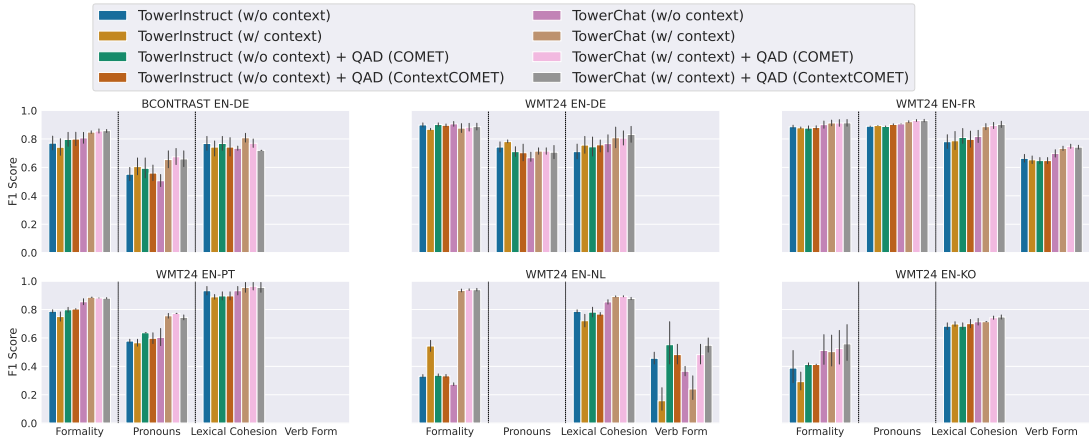 TowerInstruct (w/o context)
TowerInstruct (w/ context)
TowerInstruct (w/o context) + QAD (COMET)
TowerInstruct (w/o context) + QAD (ContextCOMET)
TowerChat (w/o context)
TowerChat (w/ context)
TowerChat (w/ context) + QAD (COMET)
TowerChat (w/ context) + QAD (ContextCOMET)
BCONTRAST EN-DE
WMT24 EN-DE
WMT24 EN-FR
F1 Score
1.0
0.8
0.6
0.4
0.2
0.0
WMT24 EN-PT
WMT24 EN-NL
WMT24 EN-KO
F1 Score
1.0
0.8
0.6
0.4
0.2
0.0
Formality Pronouns Lexical Cohesion Verb Form
Formality Pronouns Lexical Cohesion Verb Form
Formality Pronouns Lexical Cohesion Verb Form